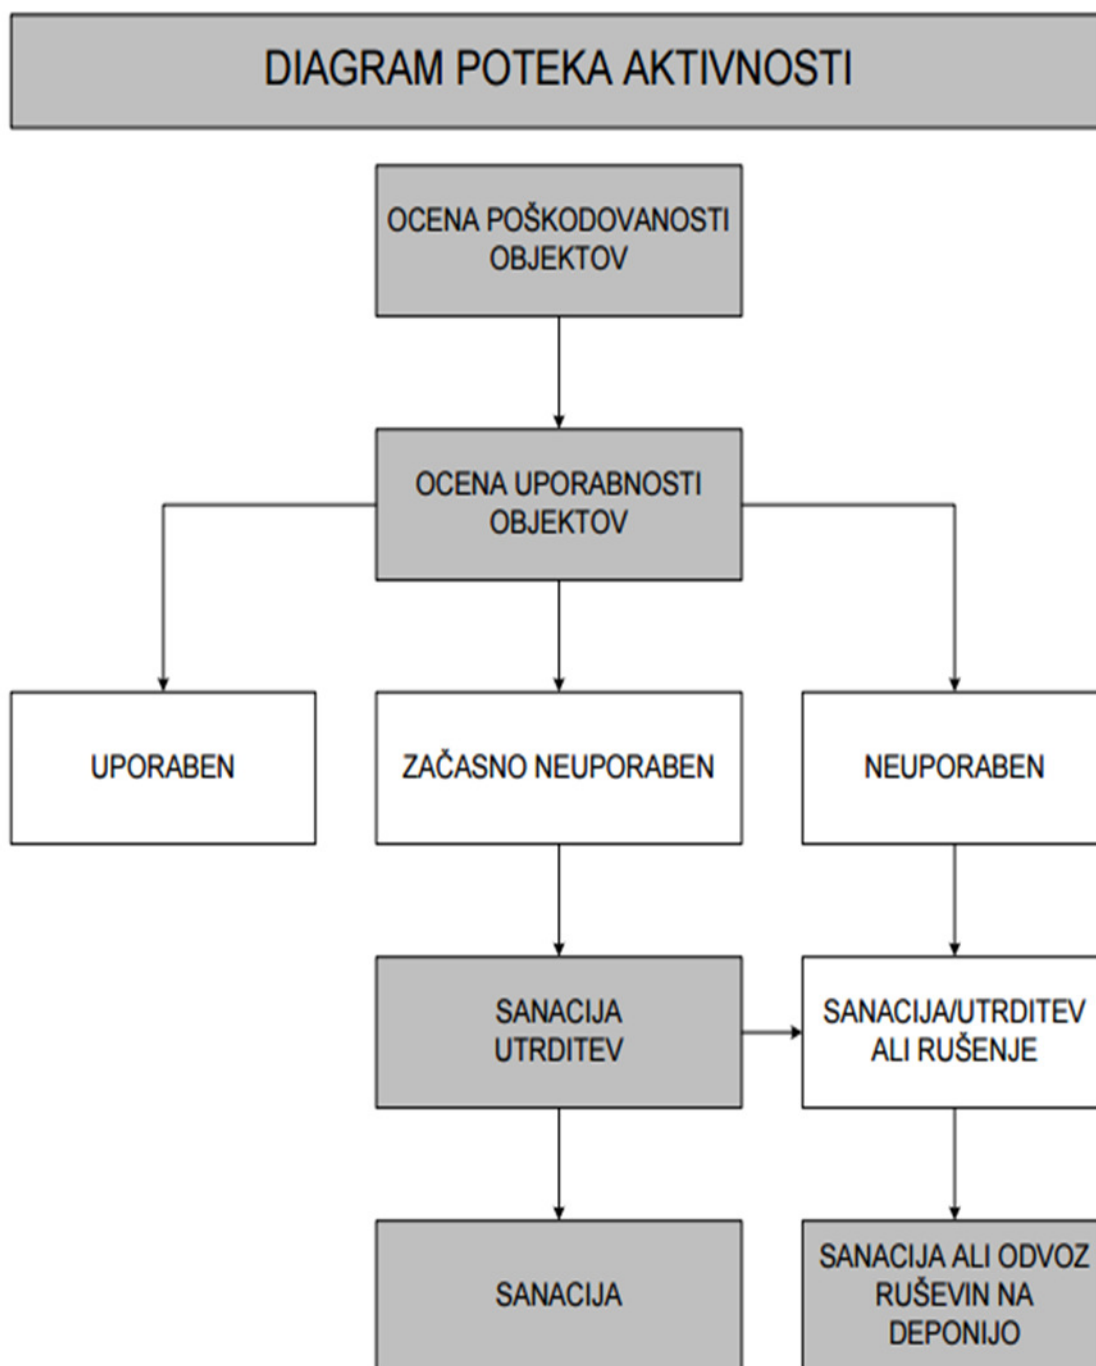 DIAGRAM POTEKA AKTIVNOSTI
OCENA POŠKODOVANOSTI
OBJEKTOV
OCENA UPORABNOSTI
OBJEKTOV
UPORABEN
ZAČASNO NEUPORABEN
NEUPORABEN
SANACIJA
UTRDITEV
SANACIJA/UTRDITEV
ALI RUŠENJE
SANACIJA
SANACIJA ALI ODVOZ
RUŠEVIN NA
DEPONIJO